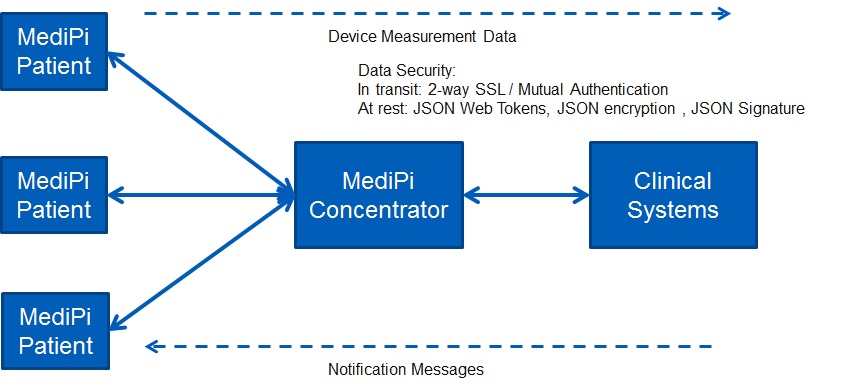 MediPi
Patient
Device Measurement Data
Data Security:
In transit: 2-way SSL / Mutual Authentication
At rest: JSON Web Tokens, JSON encryption , JSON Signature
MediPi
Patient
MediPi
Concentrator
Clinical
Systems
MediPi
Patient
Notification Messages